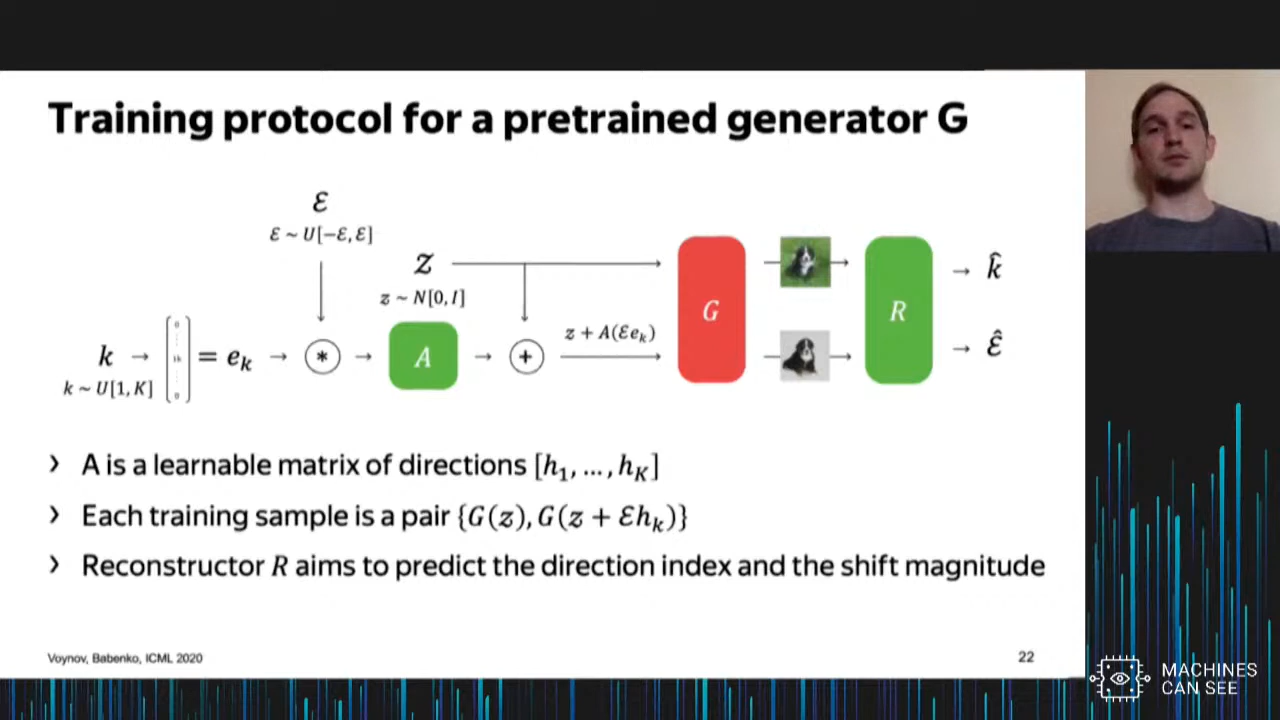 Training protocol for a pretrained generator G
ε
ε ~ U[−ε, ε]
z
z ~ N[0, I]
k → = e_k → * → A → +
k ~ U[1, K]
z + A(εe_k)
G
R
→ k̂
→ ε̂
› A is a learnable matrix of directions [h_1, ..., h_K]
› Each training sample is a pair {G(z), G(z + εh_k)}
› Reconstructor R aims to predict the direction index and the shift magnitude
Voynov, Babenko, ICML 2020
22
MACHINES
CAN SEE